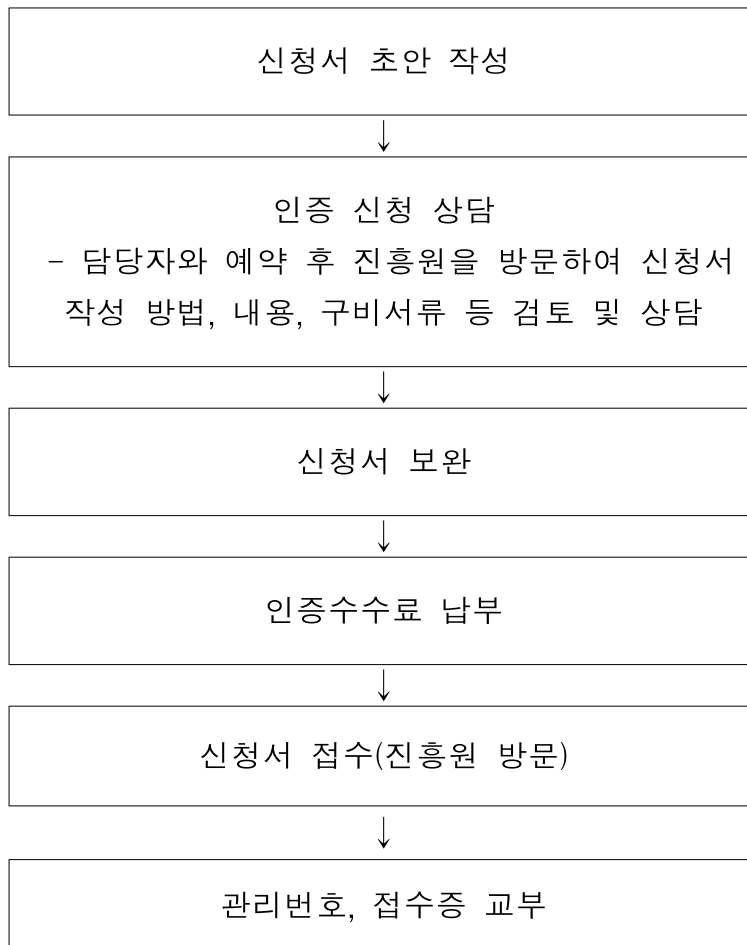 신청서 초안 작성
인증 신청 상담
- 담당자와 예약 후 진흥원을 방문하여 신청서
작성 방법, 내용, 구비서류 등 검토 및 상담
신청서 보완
인증수수료 납부
신청서 접수(진흥원 방문)
관리번호, 접수증 교부